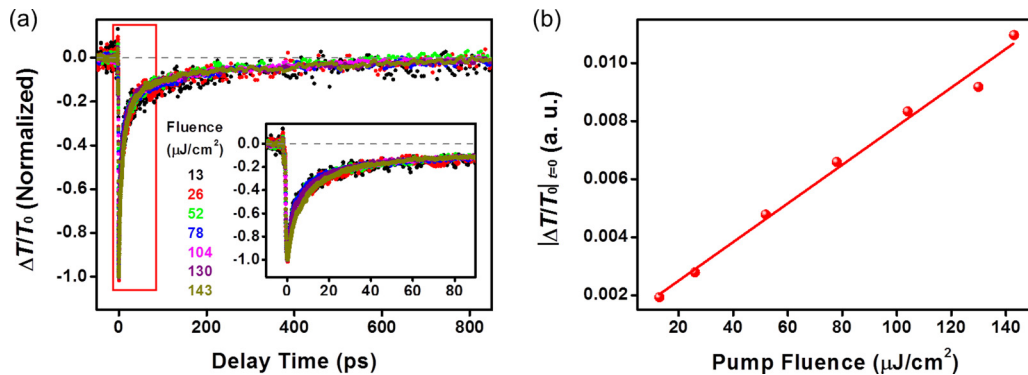 (a)
ΔT/T₀ (Normalized)
0.0
-0.2
-0.4
-0.6
-0.8
-1.0
Fluence
(μJ/cm²)
13
26
52
78
104
130
143
0.0
-0.2
-0.4
-0.6
-0.8
-1.0
0 20 40 60 80
0 200 400 600 800
Delay Time (ps)
(b)
|ΔT/T₀|t=0 (a. u.)
0.010
0.008
0.006
0.004
0.002
20 40 60 80 100 120 140
Pump Fluence (μJ/cm²)